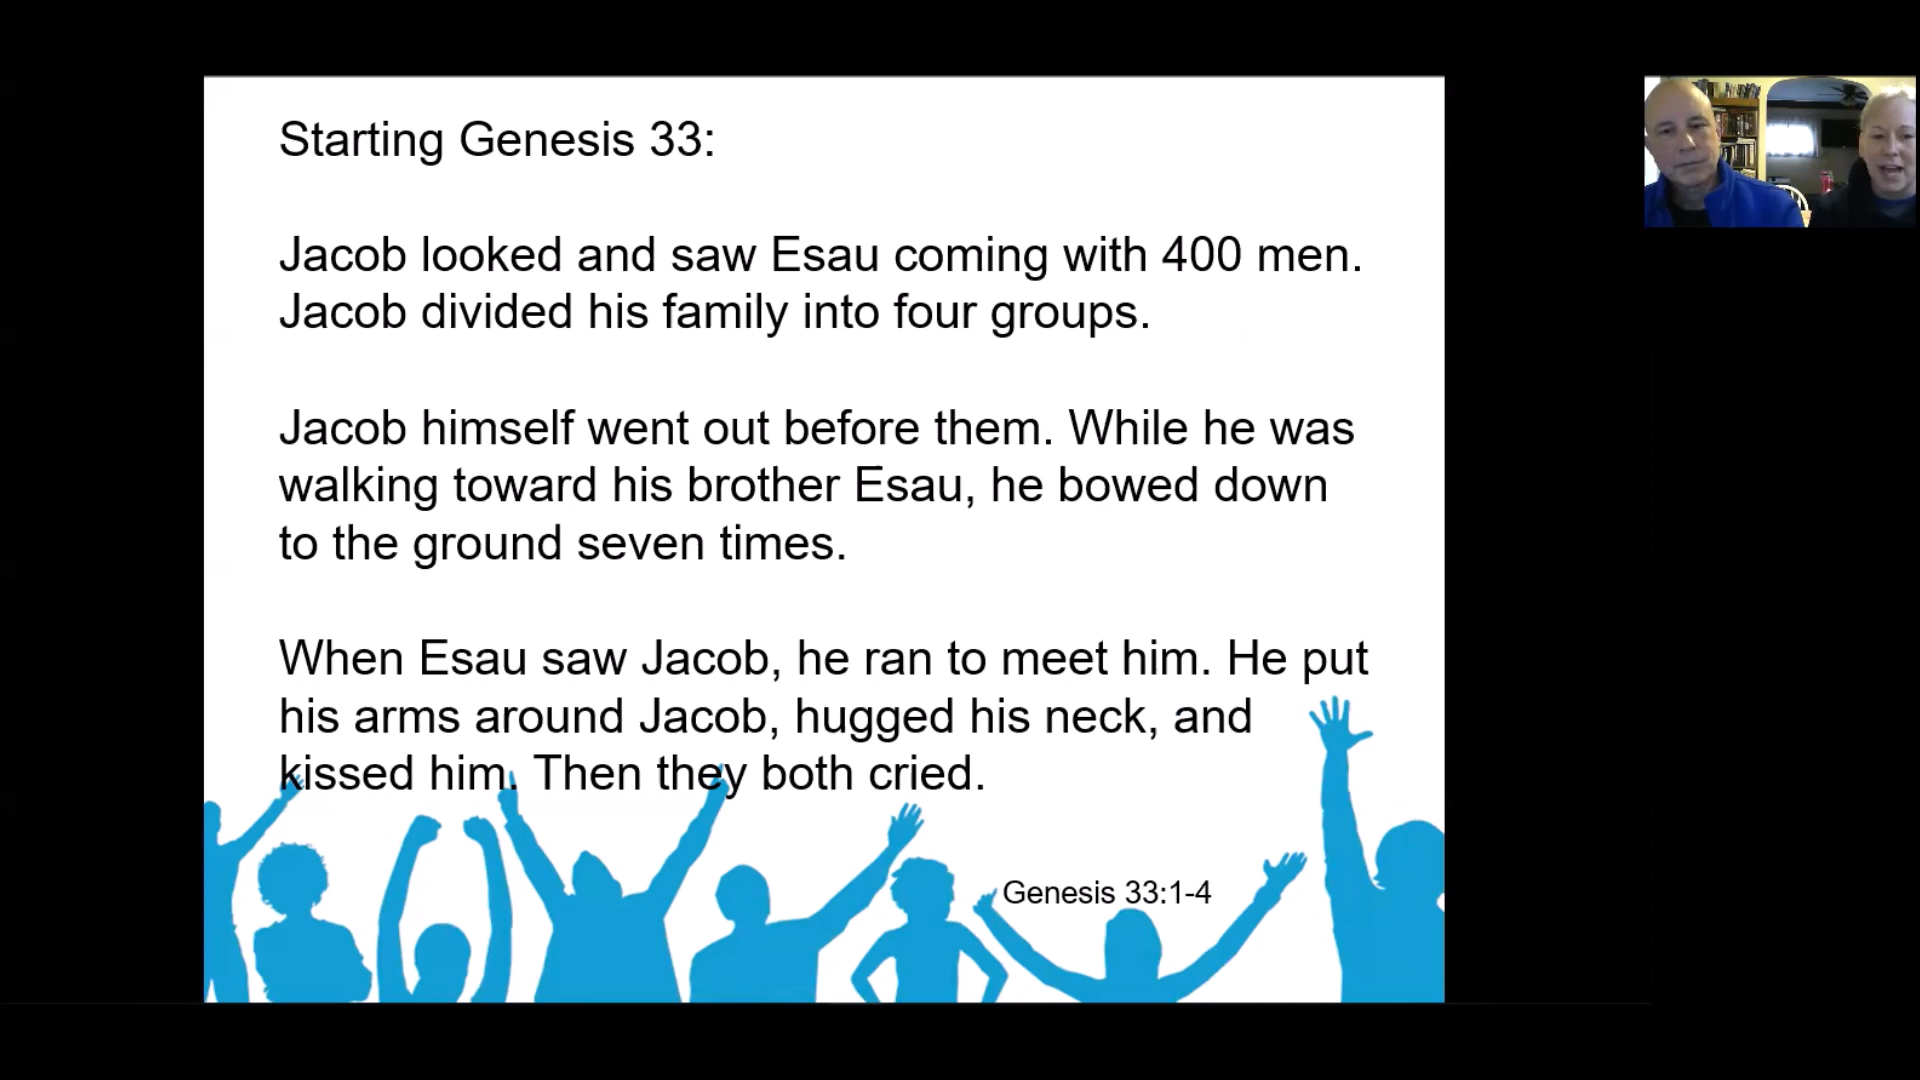 Starting Genesis 33:
Jacob looked and saw Esau coming with 400 men.
Jacob divided his family into four groups.
Jacob himself went out before them. While he was
walking toward his brother Esau, he bowed down
to the ground seven times.
When Esau saw Jacob, he ran to meet him. He put
his arms around Jacob, hugged his neck, and
kissed him. Then they both cried.
Genesis 33:1-4